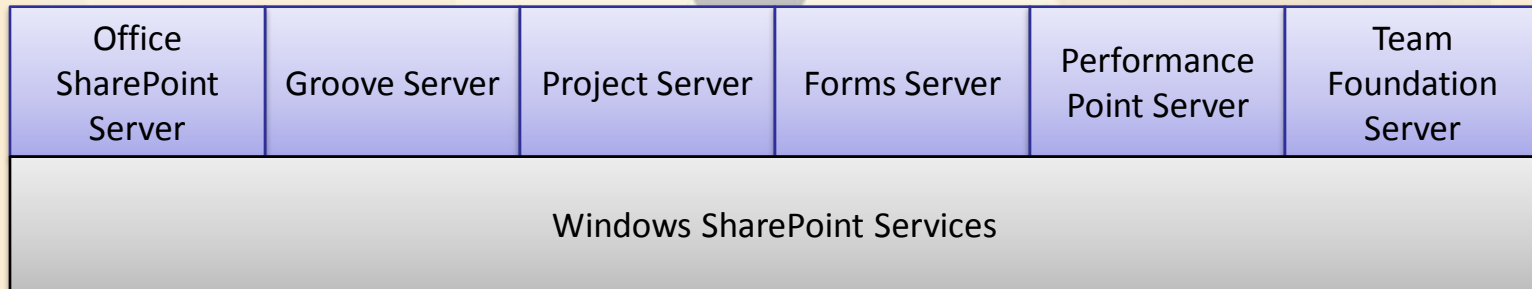 Office
SharePoint
Server
Groove Server
Project Server
Forms Server
Performance
Point Server
Team
Foundation
Server
Windows SharePoint Services